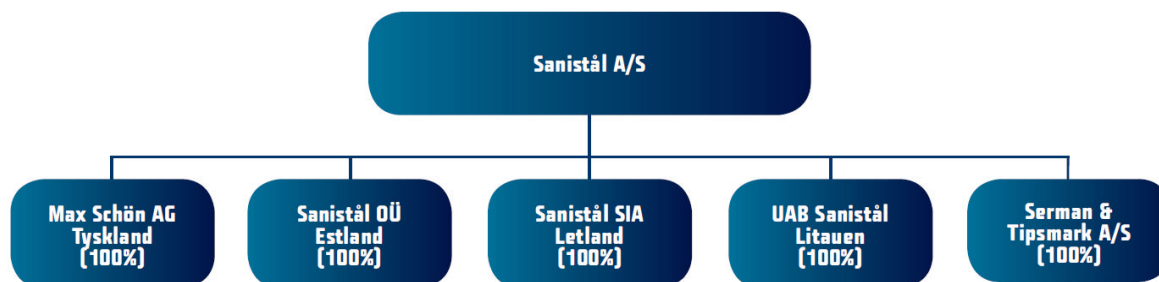 Sanistål A/S
Max Schön AG
Tyskland
(100%)
Sanistål OÜ
Estland
(100%)
Sanistål SIA
Letland
(100%)
UAB Sanistål
Litauen
(100%)
Serman &
Tipsmark A/S
(100%)